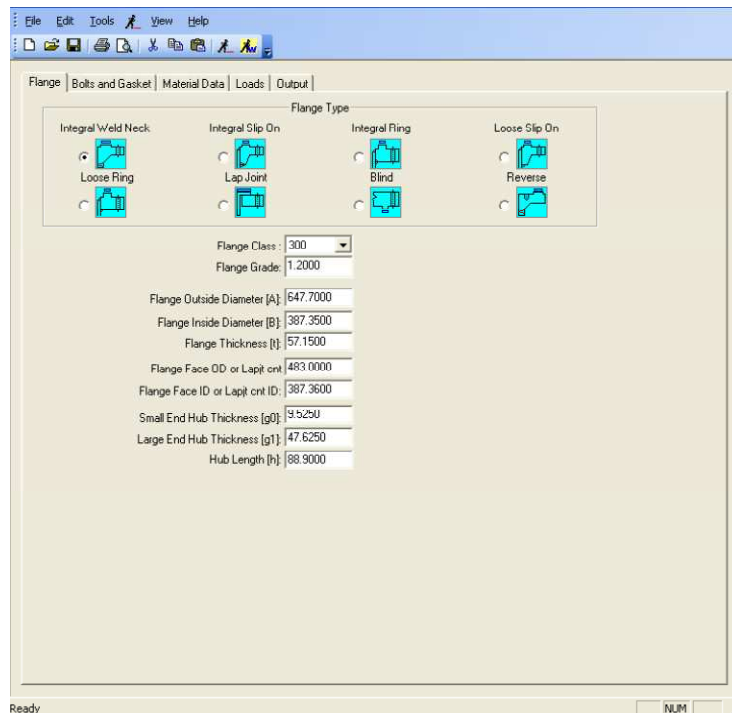 File Edit Tools View Help
Flange Bolts and Gasket Material Data Loads Output
Flange Type
Integral Weld Neck Integral Slip On Integral Ring Loose Slip On
Loose Ring Lap Joint Blind Reverse
Flange Class : 300
Flange Grade: 1.2000
Flange Outside Diameter [A]: 647.7000
Flange Inside Diameter [B]: 387.3500
Flange Thickness [t]: 57.1500
Flange Face OD or Lapjt cnt 483.0000
Flange Face ID or Lapjt cnt ID: 387.3600
Small End Hub Thickness [g0]: 9.5250
Large End Hub Thickness [g1]: 47.6250
Hub Length [h]: 88.9000
Ready NUM